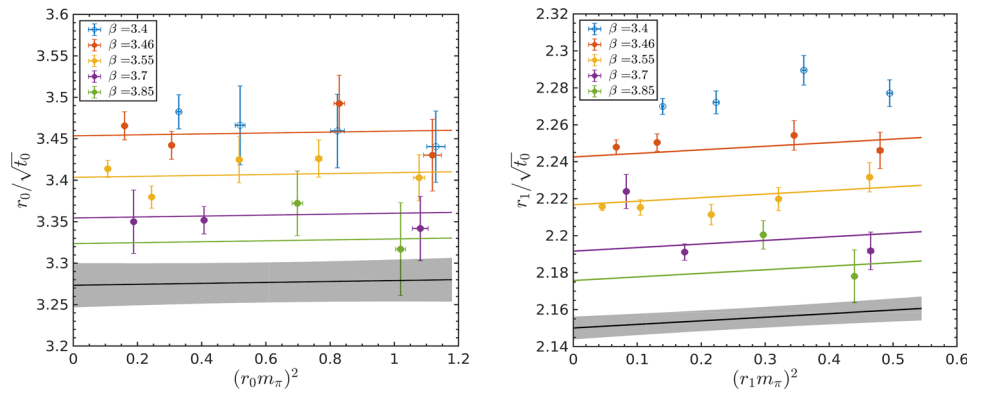 3.6
3.55
3.5
3.45
3.4
3.35
3.3
3.25
3.2
r₀/√t₀
β =3.4
β =3.46
β =3.55
β =3.7
β =3.85
0 0.2 0.4 0.6 0.8 1 1.2
(r₀m_π)²
2.32
2.3
2.28
2.26
2.24
2.22
2.2
2.18
2.16
2.14
r₁/√t₀
β =3.4
β =3.46
β =3.55
β =3.7
β =3.85
0 0.1 0.2 0.3 0.4 0.5 0.6
(r₁m_π)²